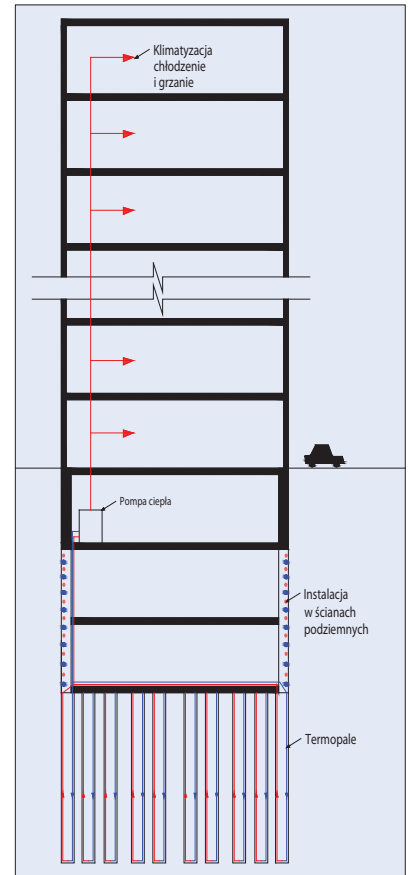 Klimatyzacja
chłodzenie
i grzanie
Pompa ciepła
Instalacja
w ścianach
podziemnych
Termopale